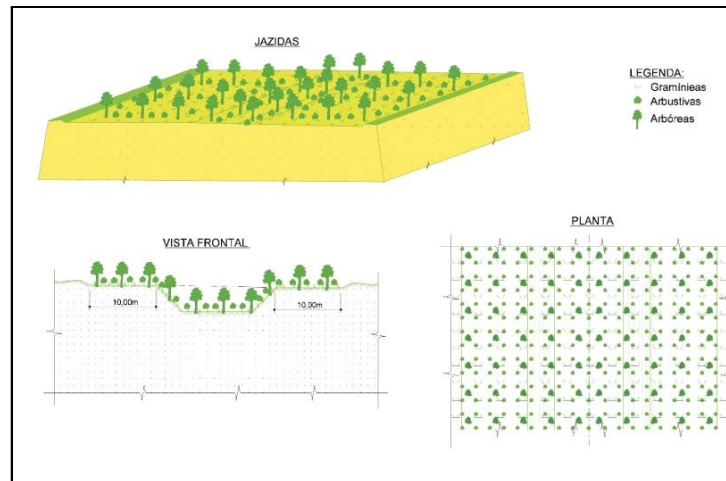 JAZIDAS
LEGENDA:
Gramíneas
Arbustivas
Arbóreas
VISTA FRONTAL
10,00m
10,00m
PLANTA